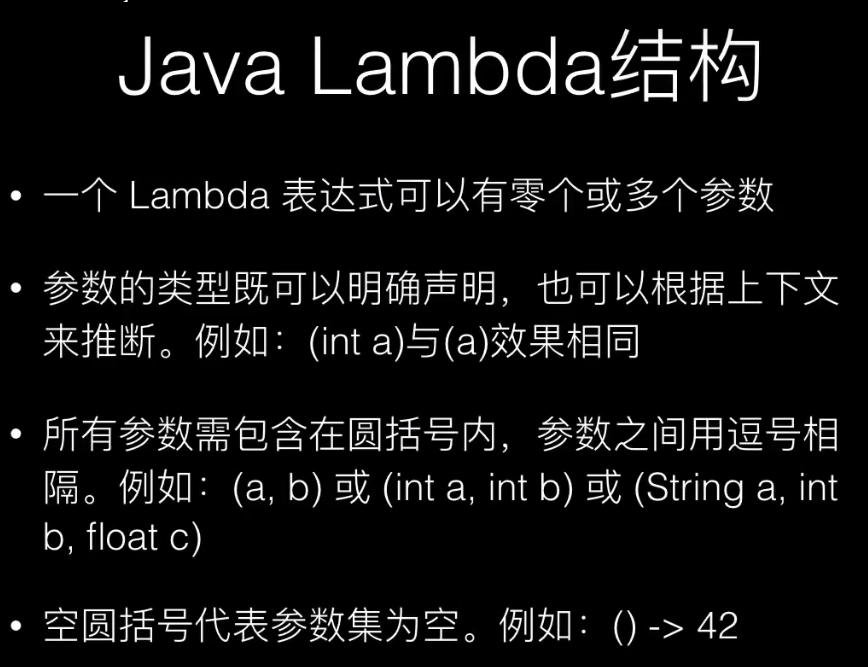 Java Lambda结构
• 一个 Lambda 表达式可以有零个或多个参数
• 参数的类型既可以明确声明，也可以根据上下文
来推断。例如：(int a)与(a)效果相同
• 所有参数需包含在圆括号内，参数之间用逗号相
隔。例如：(a, b) 或 (int a, int b) 或 (String a, int
b, float c)
• 空圆括号代表参数集为空。例如：() -> 42